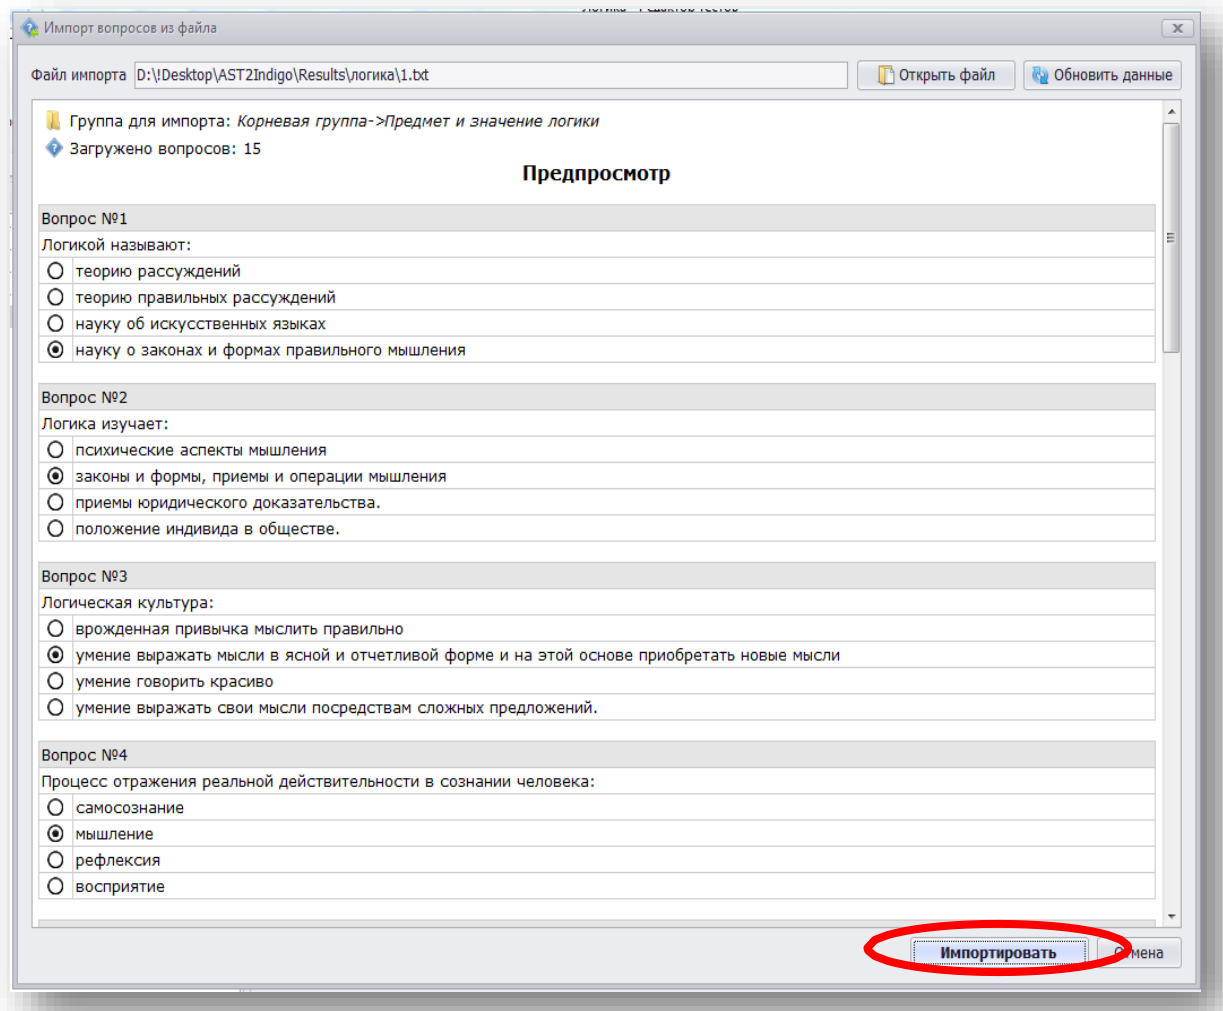 Импорт вопросов из файла
Файл импорта D:\!Desktop\AST2Indigo\Results\логика\1.txt Открыть файл Обновить данные
Группа для импорта: Корневая группа->Предмет и значение логики
Загружено вопросов: 15
Предпросмотр
Вопрос №1
Логикой называют:
теорию рассуждений
теорию правильных рассуждений
науку об искусственных языках
науку о законах и формах правильного мышления
Вопрос №2
Логика изучает:
психические аспекты мышления
законы и формы, приемы и операции мышления
приемы юридического доказательства.
положение индивида в обществе.
Вопрос №3
Логическая культура:
врожденная привычка мыслить правильно
умение выражать мысли в ясной и отчетливой форме и на этой основе приобретать новые мысли
умение говорить красиво
умение выражать свои мысли посредствам сложных предложений.
Вопрос №4
Процесс отражения реальной действительности в сознании человека:
самосознание
мышление
рефлексия
восприятие
Импортировать Отмена